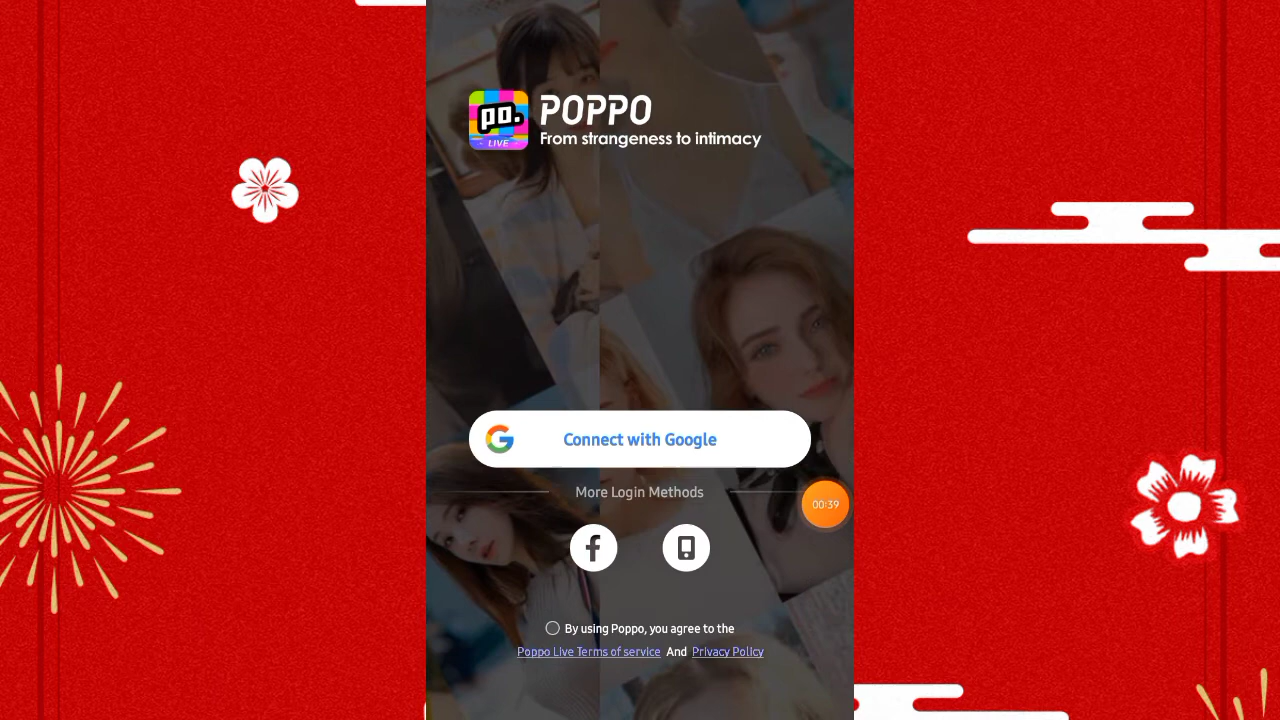 po.
LIVE
POPPO
From strangeness to intimacy
Connect with Google
More Login Methods
00:39
By using Poppo, you agree to the
Poppo Live Terms of service And Privacy Policy